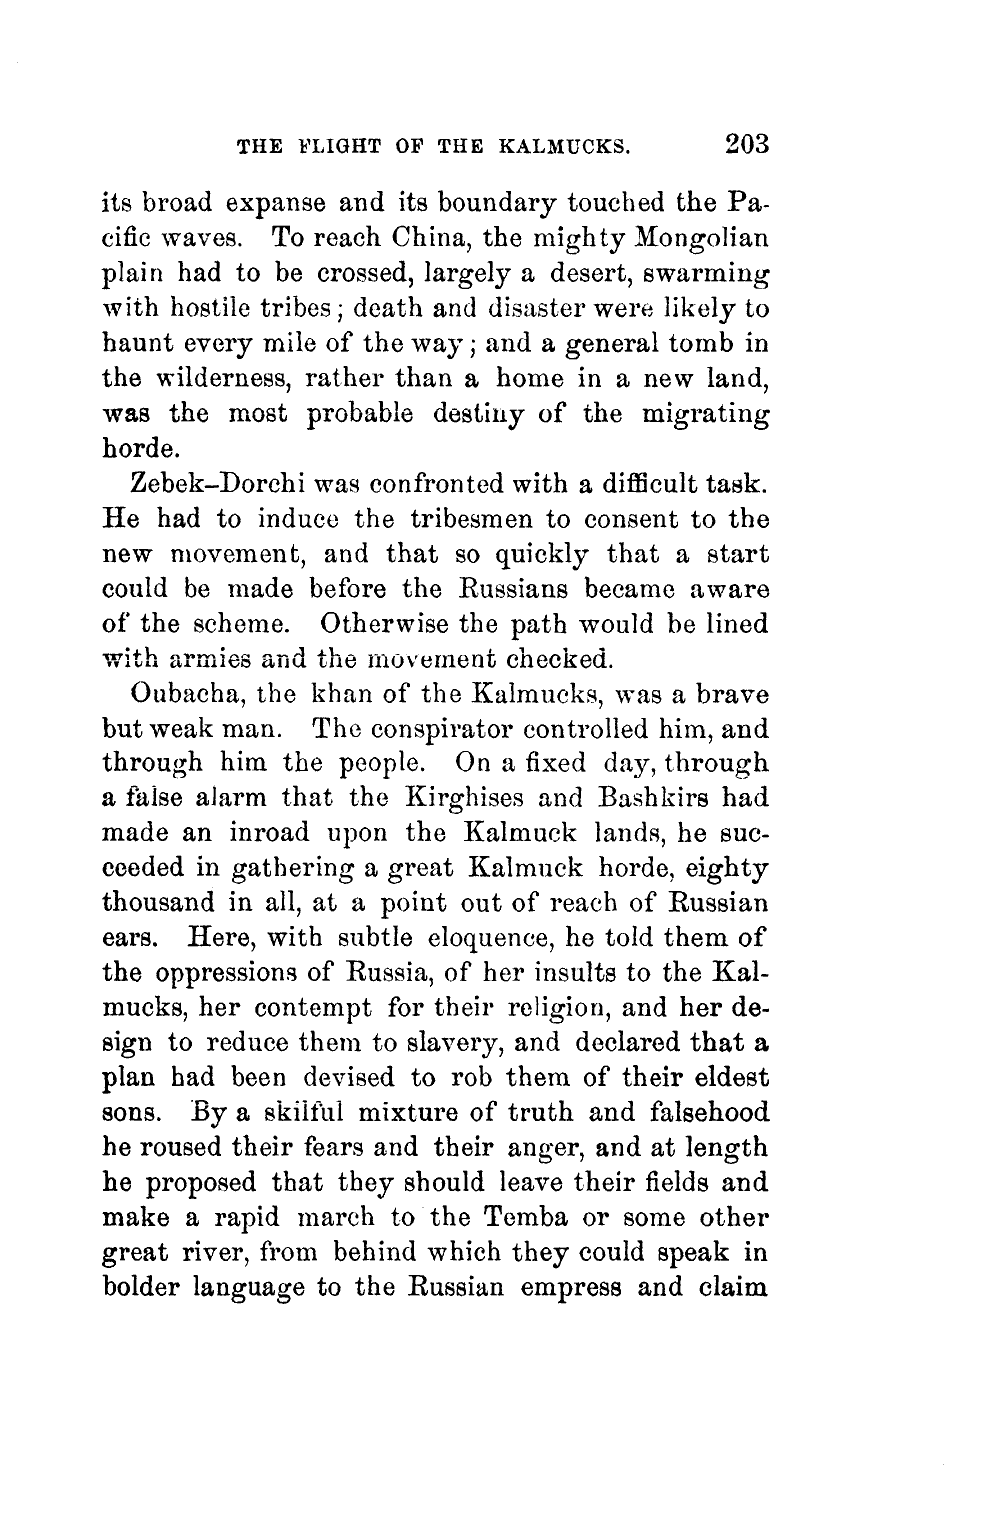 THE FLIGHT OF THE KALMUCKS. 203
its broad expanse and its boundary touched the Pa-
cific waves. To reach China, the mighty Mongolian
plain had to be crossed, largely a desert, swarming
with hostile tribes; death and disaster were likely to
haunt every mile of the way; and a general tomb in
the wilderness, rather than a home in a new land,
was the most probable destiny of the migrating
horde.
Zebek-Dorchi was confronted with a difficult task.
He had to induce the tribesmen to consent to the
new movement, and that so quickly that a start
could be made before the Russians became aware
of the scheme. Otherwise the path would be lined
with armies and the movement checked.
Oubacha, the khan of the Kalmucks, was a brave
but weak man. The conspirator controlled him, and
through him the people. On a fixed day, through
a false alarm that the Kirghises and Bashkirs had
made an inroad upon the Kalmuck lands, he suc-
ceeded in gathering a great Kalmuck horde, eighty
thousand in all, at a point out of reach of Russian
ears. Here, with subtle eloquence, he told them of
the oppressions of Russia, of her insults to the Kal-
mucks, her contempt for their religion, and her de-
sign to reduce them to slavery, and declared that a
plan had been devised to rob them of their eldest
sons. By a skilful mixture of truth and falsehood
he roused their fears and their anger, and at length
he proposed that they should leave their fields and
make a rapid march to the Temba or some other
great river, from behind which they could speak in
bolder language to the Russian empress and claim